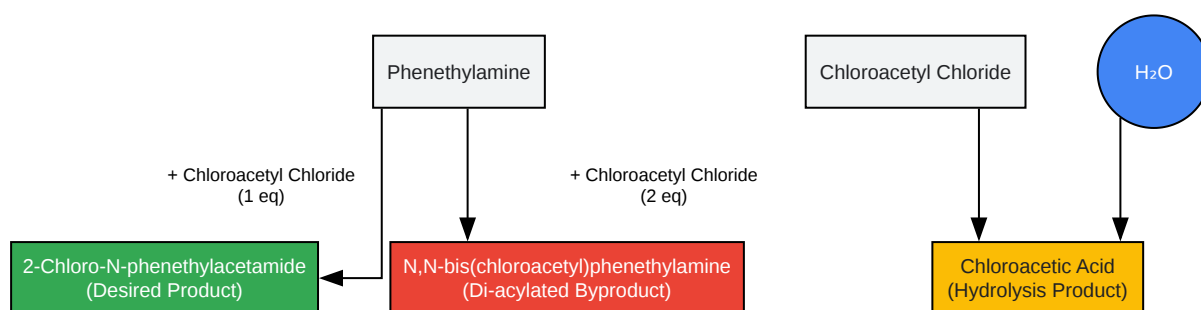 Phenethylamine
Chloroacetyl Chloride
H₂O
+ Chloroacetyl Chloride
(1 eq)
+ Chloroacetyl Chloride
(2 eq)
2-Chloro-N-phenethylacetamide
(Desired Product)
N,N-bis(chloroacetyl)phenethylamine
(Di-acylated Byproduct)
Chloroacetic Acid
(Hydrolysis Product)